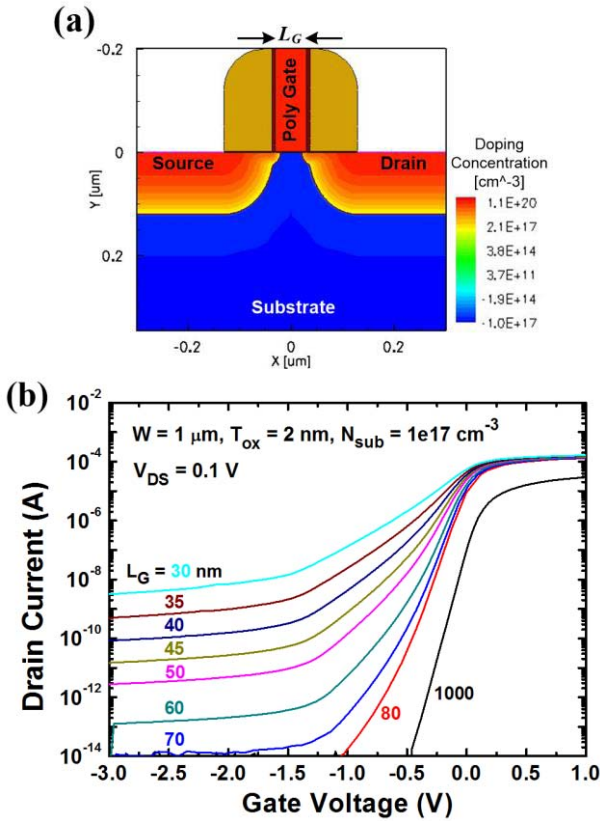 (a)
L_G
-0.2
Poly Gate
0
Source
Drain
Y [um]
0.2
Substrate
-0.2
0
0.2
X [um]
Doping
Concentration
[cm^-3]
1.1E+20
2.1E+17
3.8E+14
3.7E+11
-1.9E+14
-1.0E+17
(b)
W = 1 μm, T_ox = 2 nm, N_sub = 1e17 cm^-3
V_DS = 0.1 V
L_G = 30 nm
35
40
45
50
60
70
80
1000
10^-2
10^-4
10^-6
10^-8
10^-10
10^-12
10^-14
Drain Current (A)
-3.0 -2.5 -2.0 -1.5 -1.0 -0.5 0.0 0.5 1.0
Gate Voltage (V)